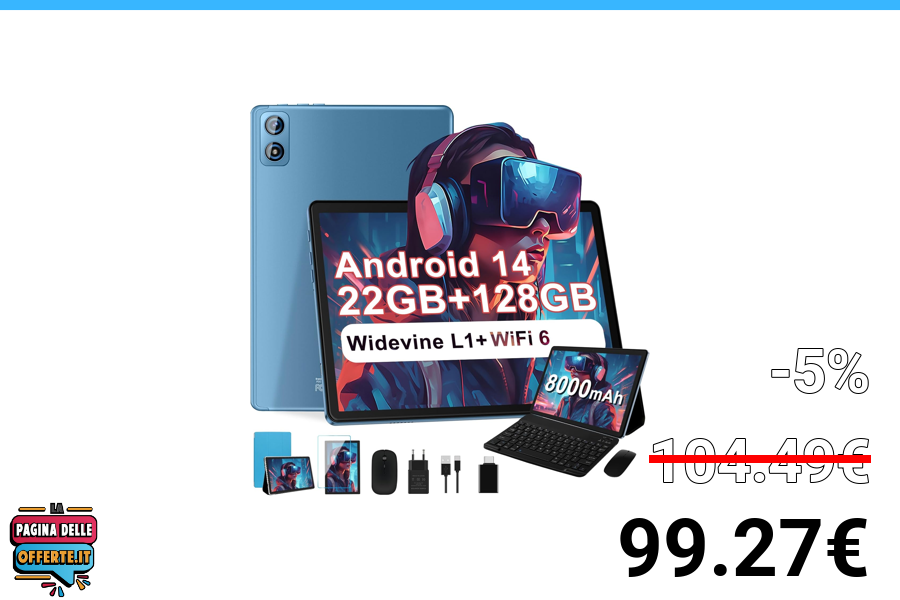 Android 14
22GB+128GB
Widevine L1+ WiFi 6
8000mAh
-5%
104.49€
99.27€
LA
PAGINA DELLE
OFFERTE.IT